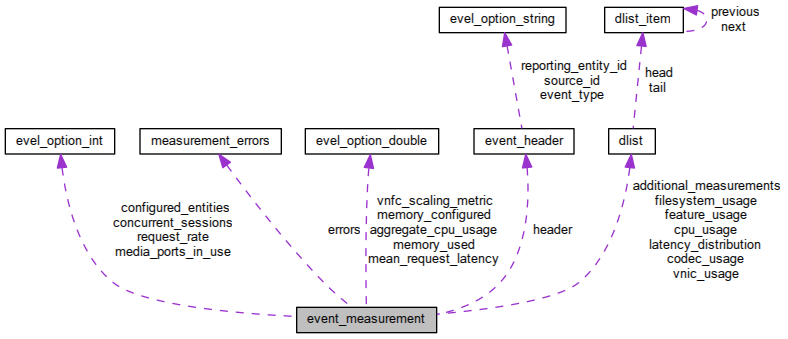 evel_option_string
dlist_item
previous
next
reporting_entity_id
source_id
event_type
head
tail
evel_option_int
measurement_errors
evel_option_double
event_header
dlist
configured_entities
concurrent_sessions
request_rate
media_ports_in_use
errors
vnfc_scaling_metric
memory_configured
aggregate_cpu_usage
memory_used
mean_request_latency
header
additional_measurements
filesystem_usage
feature_usage
cpu_usage
latency_distribution
codec_usage
vnic_usage
event_measurement